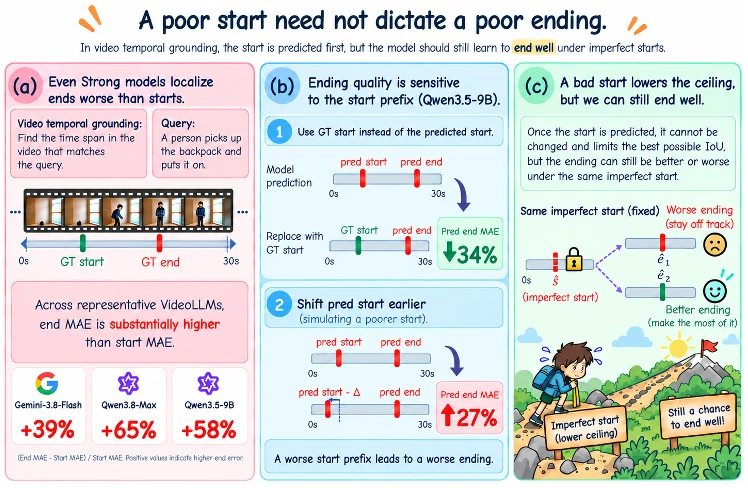 A poor start need not dictate a poor ending.
In video temporal grounding, the start is predicted first, but the model should still learn to end well under imperfect starts.
(a) Even Strong models localize
ends worse than starts.
Video temporal grounding:
Find the time span in the
video that matches
the query.
Query:
A person picks up
the backpack and
puts it on.
0s
GT start
GT end
30s
Across representative VideoLLMs,
end MAE is substantially higher
than start MAE.
Gemini-3.8-Flash
+39%
Qwen3.8-Max
+65%
Qwen3.5-9B
+58%
(End MAE - Start MAE) / Start MAE. Positive values indicate higher end error.
(b) Ending quality is sensitive
to the start prefix (Qwen3.5-9B).
1 Use GT start instead of the predicted start.
Model
prediction
pred start
pred end
0s
30s
Replace with
GT start
GT start
pred end
0s
30s
Pred end MAE
↓34%
2 Shift pred start earlier
(simulating a poorer start).
pred start
pred end
0s
30s
pred start - Δ
pred end
0s
30s
Pred end MAE
↑27%
A worse start prefix leads to a worse ending.
(c) A bad start lowers the ceiling,
but we can still end well.
Once the start is predicted, it cannot be
changed and limits the best possible IoU,
but the ending can still be better or worse
under the same imperfect start.
Same imperfect start (fixed)
Worse ending
(stay off track)
0s
ŝ
(imperfect start)
ê₁
ê₂
Better ending
(make the most of it)
Imperfect start
(lower ceiling)
Still a chance
to end well!